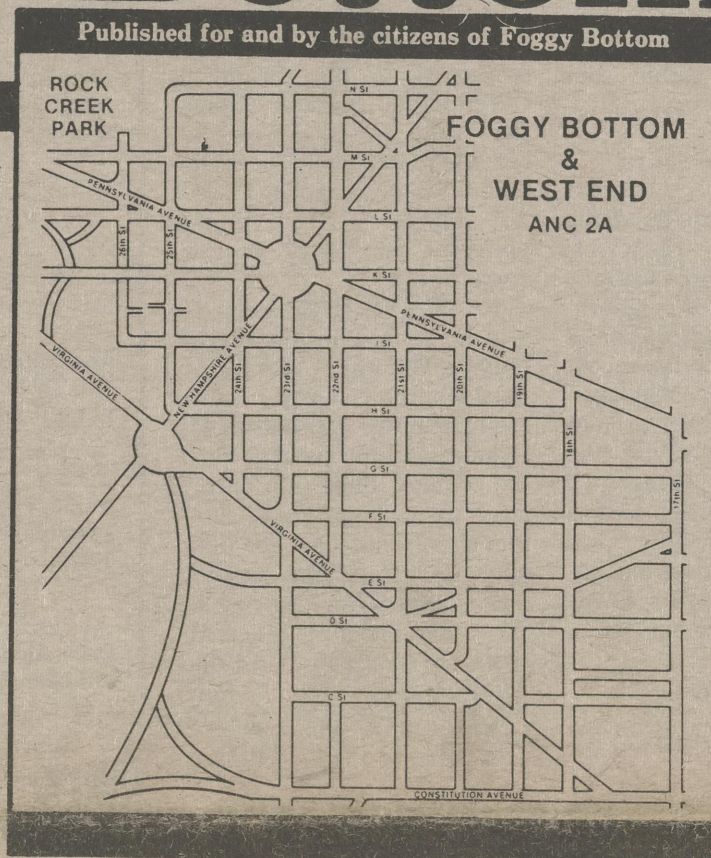 Published for and by the citizens of Foggy Bottom
ROCK
CREEK
PARK
FOGGY BOTTOM
&
WEST END
ANC 2A
N St
M St
PENNSYLVANIA AVENUE
L St
26th St
25th St
K St
PENNSYLVANIA AVENUE
I St
VIRGINIA AVENUE
NEW HAMPSHIRE AVENUE
24th St
23rd St
22nd St
21st St
20th St
19th St
H St
18th St
G St
17th St
F St
VIRGINIA AVENUE
E St
D St
C St
CONSTITUTION AVENUE